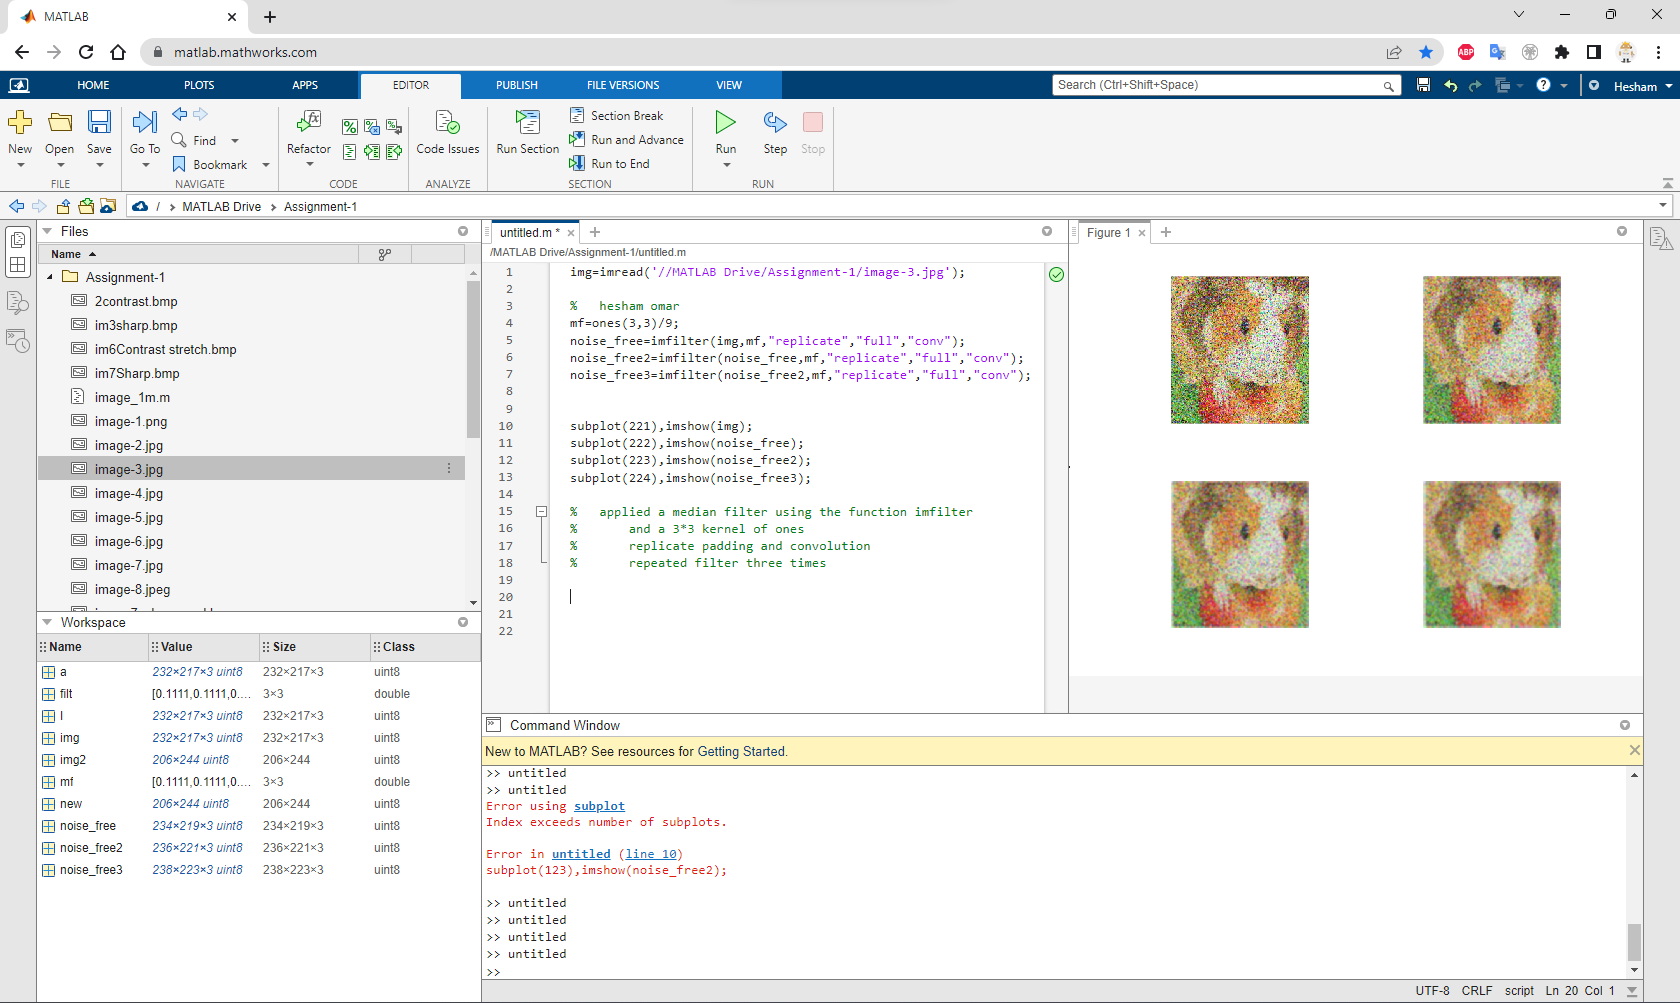 MATLAB
matlab.mathworks.com
ABP
HOME PLOTS APPS EDITOR PUBLISH FILE VERSIONS VIEW
Search (Ctrl+Shift+Space)
Hesham
New Open Save Go To Find Bookmark Refactor Code Issues Run Section Section Break Run and Advance Run to End Run Step Stop
FILE NAVIGATE CODE ANALYZE SECTION RUN
/ › MATLAB Drive › Assignment-1
Files
Name
Assignment-1
2contrast.bmp
im3sharp.bmp
im6Contrast stretch.bmp
im7Sharp.bmp
image_1m.m
image-1.png
image-2.jpg
image-3.jpg
image-4.jpg
image-5.jpg
image-6.jpg
image-7.jpg
image-8.jpeg
Workspace
Name Value Size Class
a 232×217×3 uint8 232×217×3 uint8
filt [0.1111,0.1111,0.... 3×3 double
I 232×217×3 uint8 232×217×3 uint8
img 232×217×3 uint8 232×217×3 uint8
img2 206×244 uint8 206×244 uint8
mf [0.1111,0.1111,0.... 3×3 double
new 206×244 uint8 206×244 uint8
noise_free 234×219×3 uint8 234×219×3 uint8
noise_free2 236×221×3 uint8 236×221×3 uint8
noise_free3 238×223×3 uint8 238×223×3 uint8
untitled.m *
/MATLAB Drive/Assignment-1/untitled.m
1 img=imread('//MATLAB Drive/Assignment-1/image-3.jpg');
2
3 % hesham omar
4 mf=ones(3,3)/9;
5 noise_free=imfilter(img,mf,"replicate","full","conv");
6 noise_free2=imfilter(noise_free,mf,"replicate","full","conv");
7 noise_free3=imfilter(noise_free2,mf,"replicate","full","conv");
8
9
10 subplot(221),imshow(img);
11 subplot(222),imshow(noise_free);
12 subplot(223),imshow(noise_free2);
13 subplot(224),imshow(noise_free3);
14
15 % applied a median filter using the function imfilter
16 % and a 3*3 kernel of ones
17 % replicate padding and convolution
18 % repeated filter three times
19
20
21
22
Figure 1
Command Window
New to MATLAB? See resources for Getting Started.
>> untitled
>> untitled
Error using subplot
Index exceeds number of subplots.
Error in untitled (line 10)
subplot(123),imshow(noise_free2);
>> untitled
>> untitled
>> untitled
>> untitled
>>
UTF-8 CRLF script Ln 20 Col 1